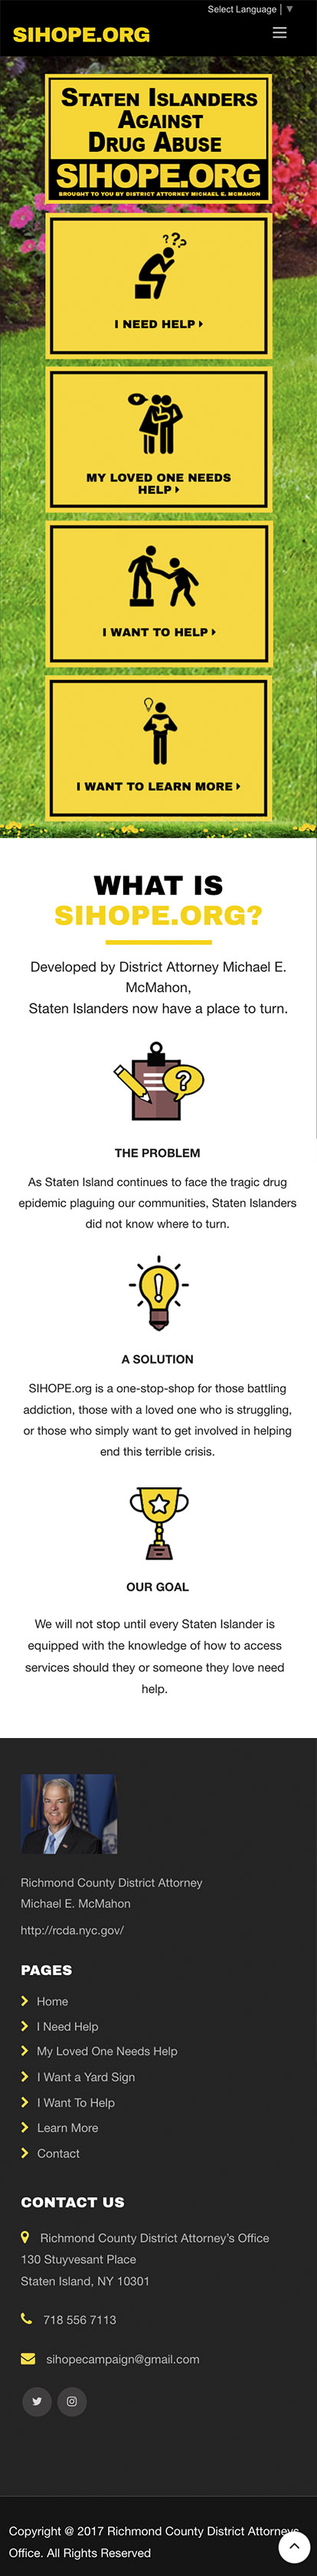 Select Language ▼
SIHOPE.ORG
STATEN ISLANDERS
AGAINST
DRUG ABUSE
SIHOPE.ORG
BROUGHT TO YOU BY DISTRICT ATTORNEY MICHAEL E. MCMAHON
???
I NEED HELP
MY LOVED ONE NEEDS
HELP
I WANT TO HELP
I WANT TO LEARN MORE
WHAT IS
SIHOPE.ORG?
Developed by District Attorney Michael E.
McMahon,
Staten Islanders now have a place to turn.
?
THE PROBLEM
As Staten Island continues to face the tragic drug
epidemic plaguing our communities, Staten Islanders
did not know where to turn.
!
A SOLUTION
SIHOPE.org is a one-stop-shop for those battling
addiction, those with a loved one who is struggling,
or those who simply want to get involved in helping
end this terrible crisis.
OUR GOAL
We will not stop until every Staten Islander is
equipped with the knowledge of how to access
services should they or someone they love need
help.
Richmond County District Attorney
Michael E. McMahon
http://rcda.nyc.gov/
PAGES
Home
I Need Help
My Loved One Needs Help
I Want a Yard Sign
I Want To Help
Learn More
Contact
CONTACT US
Richmond County District Attorney's Office
130 Stuyvesant Place
Staten Island, NY 10301
718 556 7113
sihopecampaign@gmail.com
Copyright @ 2017 Richmond County District Attorneys
Office. All Rights Reserved